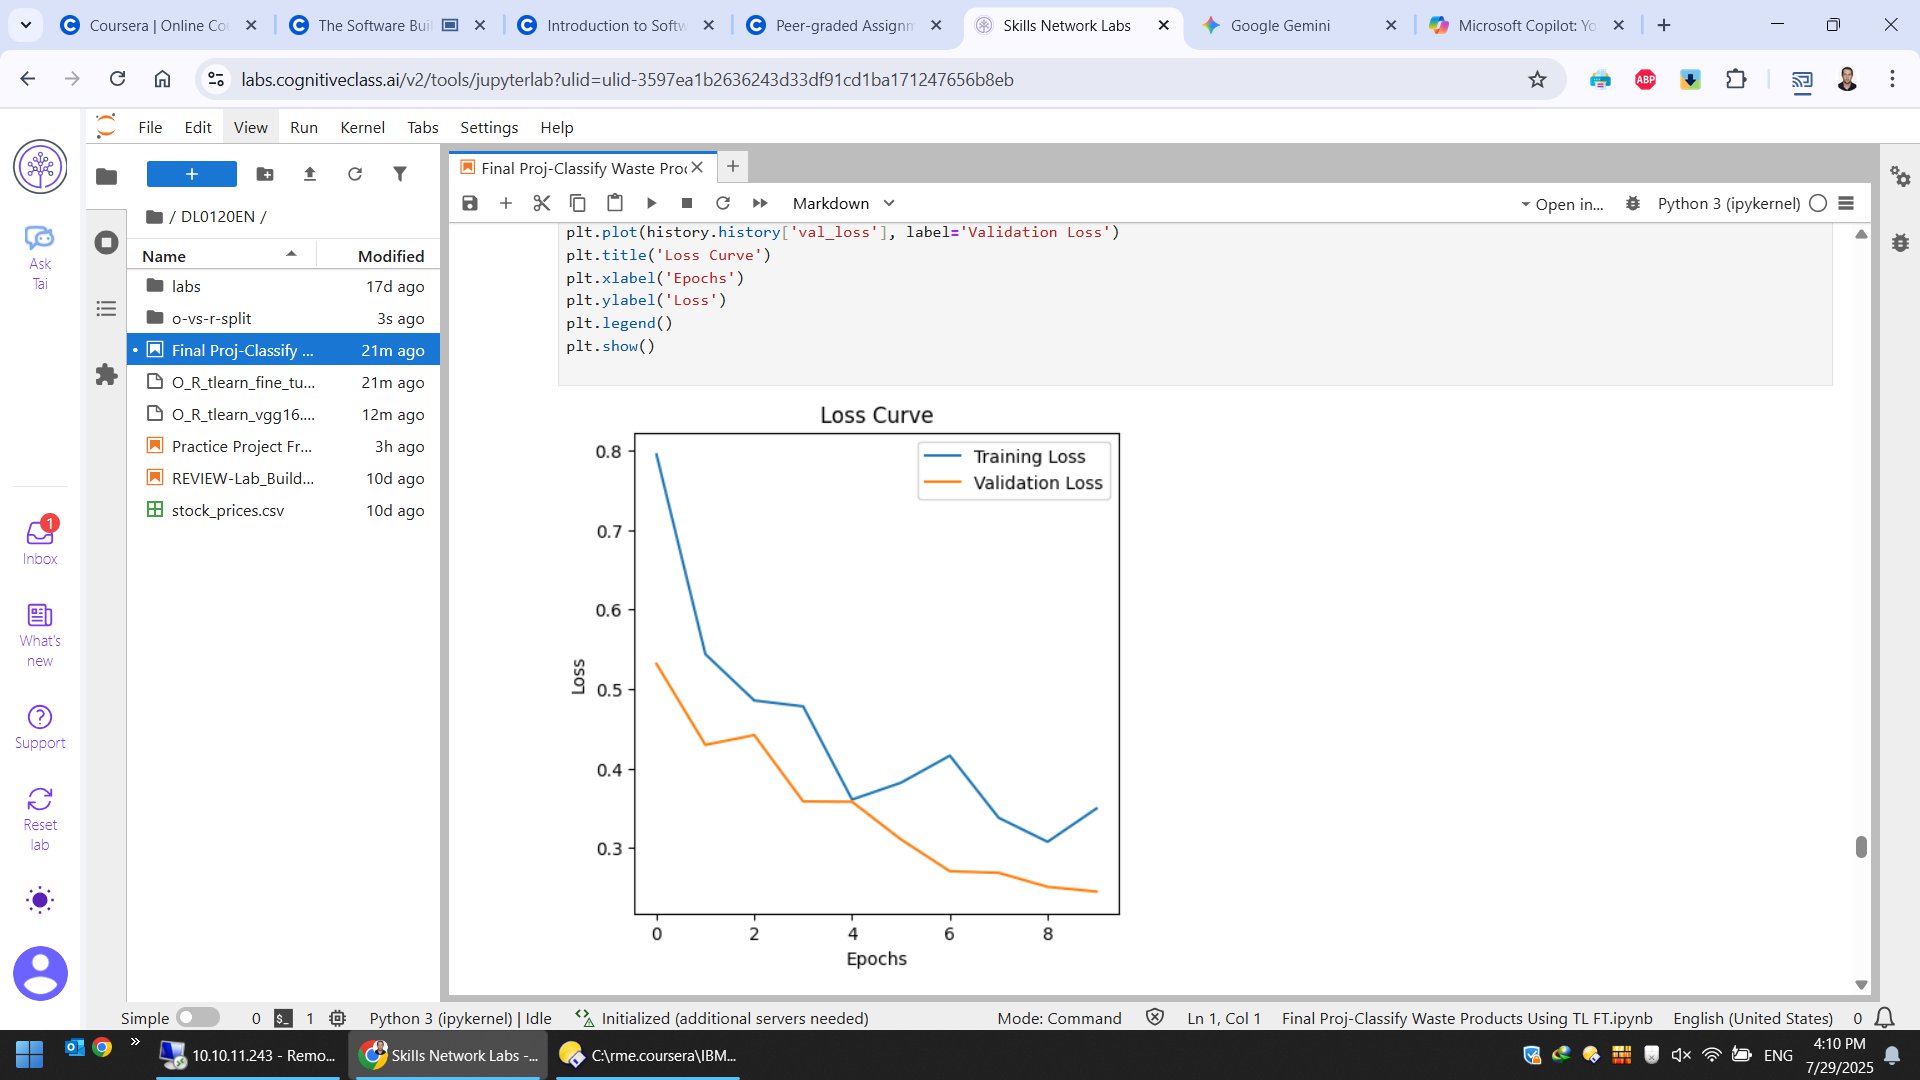 Coursera | Online Co
The Software Buil
Introduction to Softw
Peer-graded Assignm
Skills Network Labs
Google Gemini
Microsoft Copilot: Yo
labs.cognitiveclass.ai/v2/tools/jupyterlab?ulid=ulid-3597ea1b2636243d33df91cd1ba171247656b8eb
ABP
File Edit View Run Kernel Tabs Settings Help
Ask
Tai
1
Inbox
What's
new
Support
Reset
lab
/ DL0120EN /
Name Modified
labs 17d ago
o-vs-r-split 3s ago
Final Proj-Classify ... 21m ago
O_R_tlearn_fine_tu... 21m ago
O_R_tlearn_vgg16.... 12m ago
Practice Project Fr... 3h ago
REVIEW-Lab_Build... 10d ago
stock_prices.csv 10d ago
Final Proj-Classify Waste Proc
Markdown
Open in...
Python 3 (ipykernel)
plt.plot(history.history['val_loss'], label='Validation Loss')
plt.title('Loss Curve')
plt.xlabel('Epochs')
plt.ylabel('Loss')
plt.legend()
plt.show()
Loss Curve
Training Loss
Validation Loss
0.8
0.7
0.6
0.5
0.4
0.3
Loss
0 2 4 6 8
Epochs
Simple 0 $_ 1 Python 3 (ipykernel) | Idle Initialized (additional servers needed) Mode: Command Ln 1, Col 1 Final Proj-Classify Waste Products Using TL FT.ipynb English (United States) 0
10.10.11.243 - Remo...
Skills Network Labs -...
C:\rme.coursera\IBM...
ENG
4:10 PM
7/29/2025